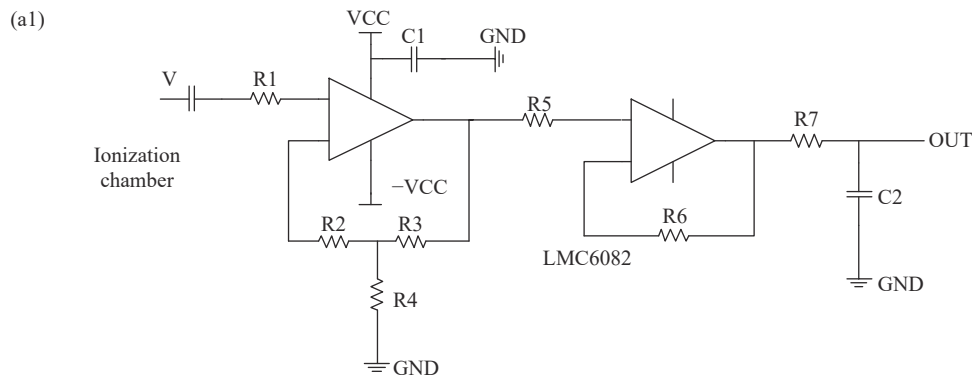 (a1)
VCC
C1
GND
V
R1
R5
R7
OUT
Ionization
chamber
−VCC
C2
R2
R3
R6
LMC6082
R4
GND
GND